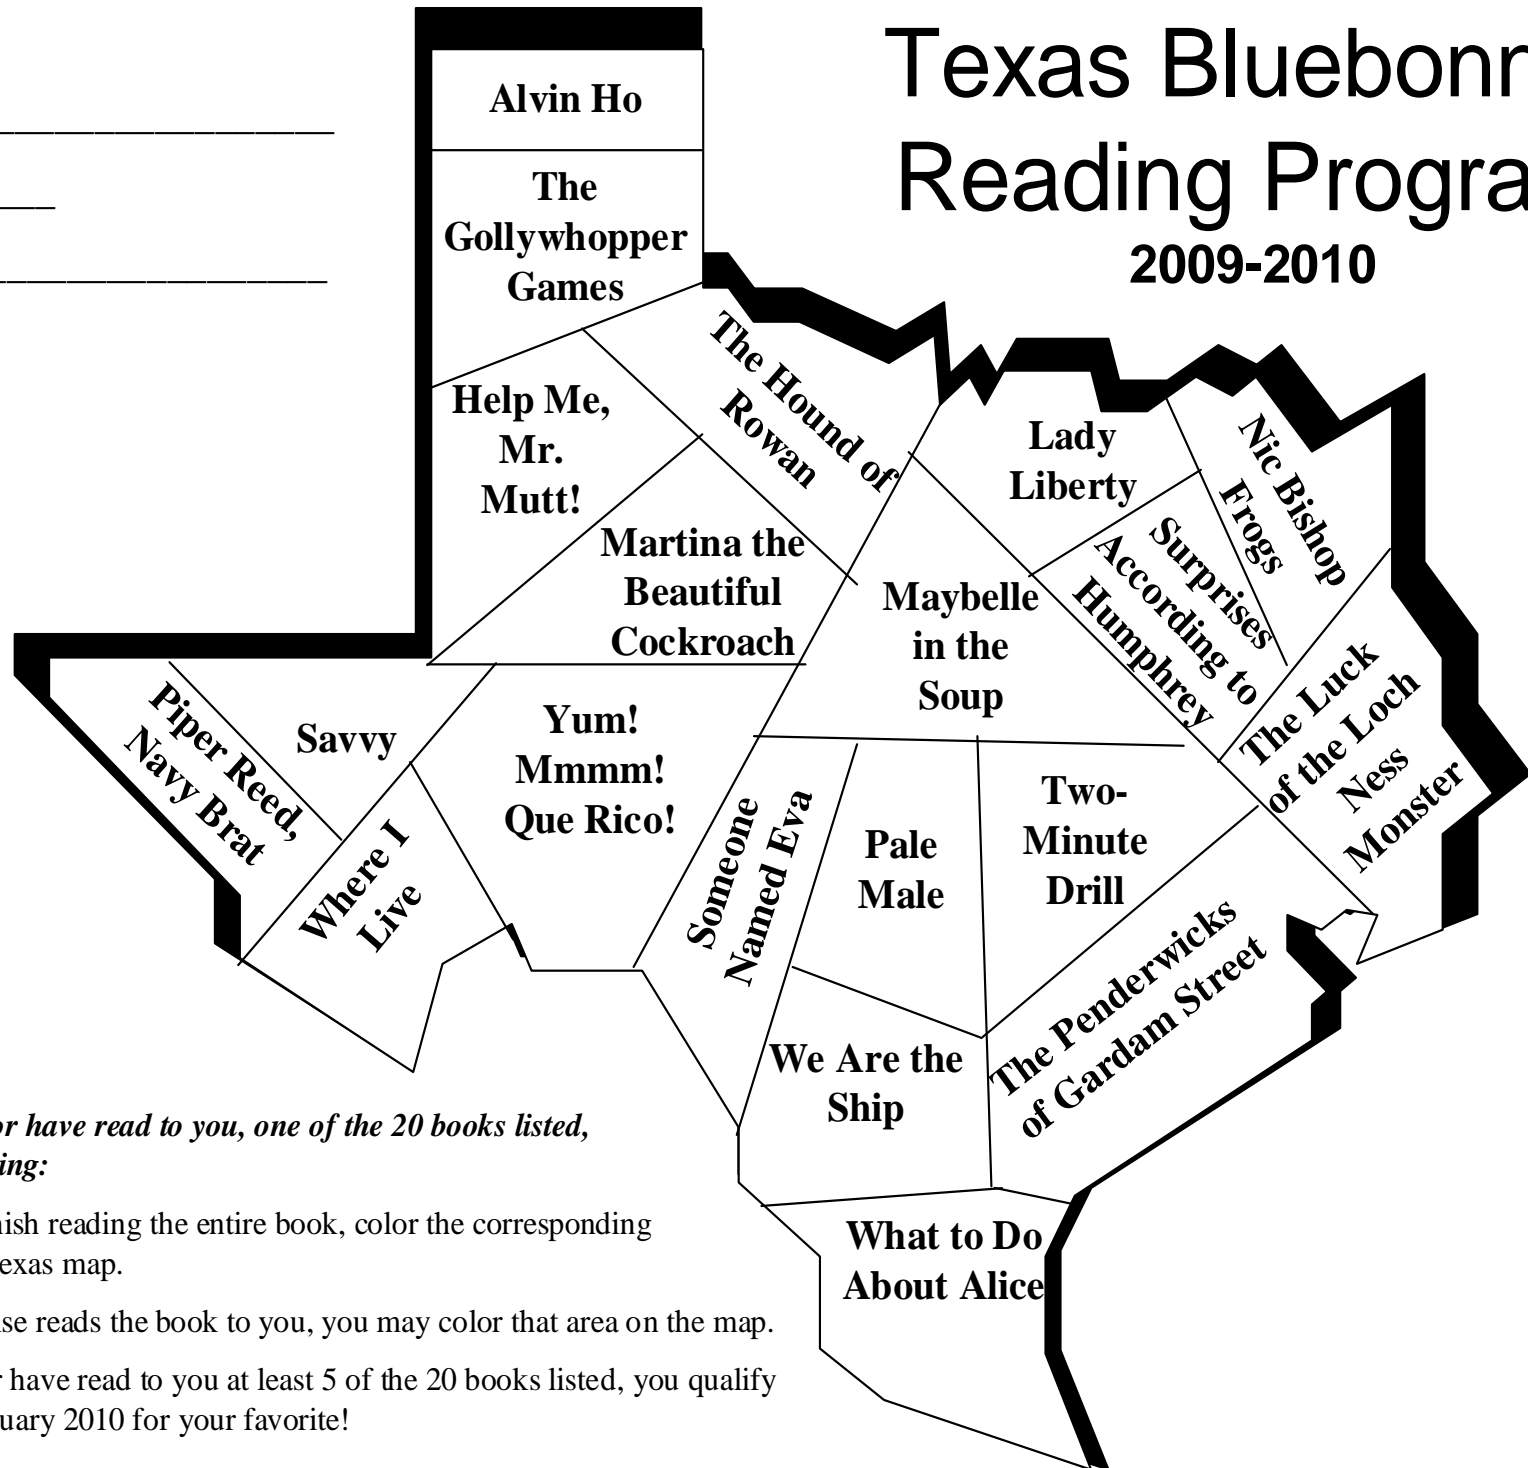 Texas Bluebonn
Reading Progra
2009-2010
Alvin Ho
The
Gollywhopper
Games
Help Me,
Mr.
Mutt!
The Hound of
Rowan
Martina the
Beautiful
Cockroach
Lady
Liberty
Nic Bishop
Frogs
Surprises
According to
Humphrey
Maybelle
in the
Soup
The Luck
of the Loch
Ness
Monster
Piper Reed,
Navy Brat
Savvy
Where I
Live
Yum!
Mmmm!
Que Rico!
Someone
Named Eva
Pale
Male
Two-
Minute
Drill
The Penderwicks
of Gardam Street
We Are the
Ship
What to Do
About Alice
or have read to you, one of the 20 books listed,
ing:
ish reading the entire book, color the corresponding
exas map.
se reads the book to you, you may color that area on the map.
r have read to you at least 5 of the 20 books listed, you qualify
uary 2010 for your favorite!